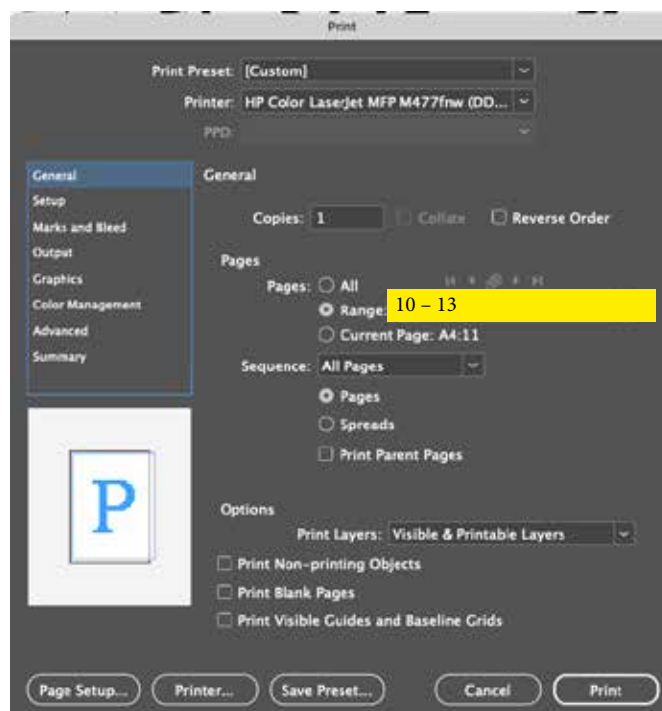 Print
Print Preset: [Custom]
Printer: HP Color LaserJet MFP M477fnw (DD...
PPD:
General
Setup
Marks and Bleed
Output
Graphics
Color Management
Advanced
Summary
General
Copies: 1 Collate Reverse Order
Pages
Pages: All
Range: 10 – 13
Current Page: A4:11
Sequence: All Pages
Pages
Spreads
Print Parent Pages
P
Options
Print Layers: Visible & Printable Layers
Print Non-printing Objects
Print Blank Pages
Print Visible Guides and Baseline Grids
Page Setup... Printer... Save Preset... Cancel Print